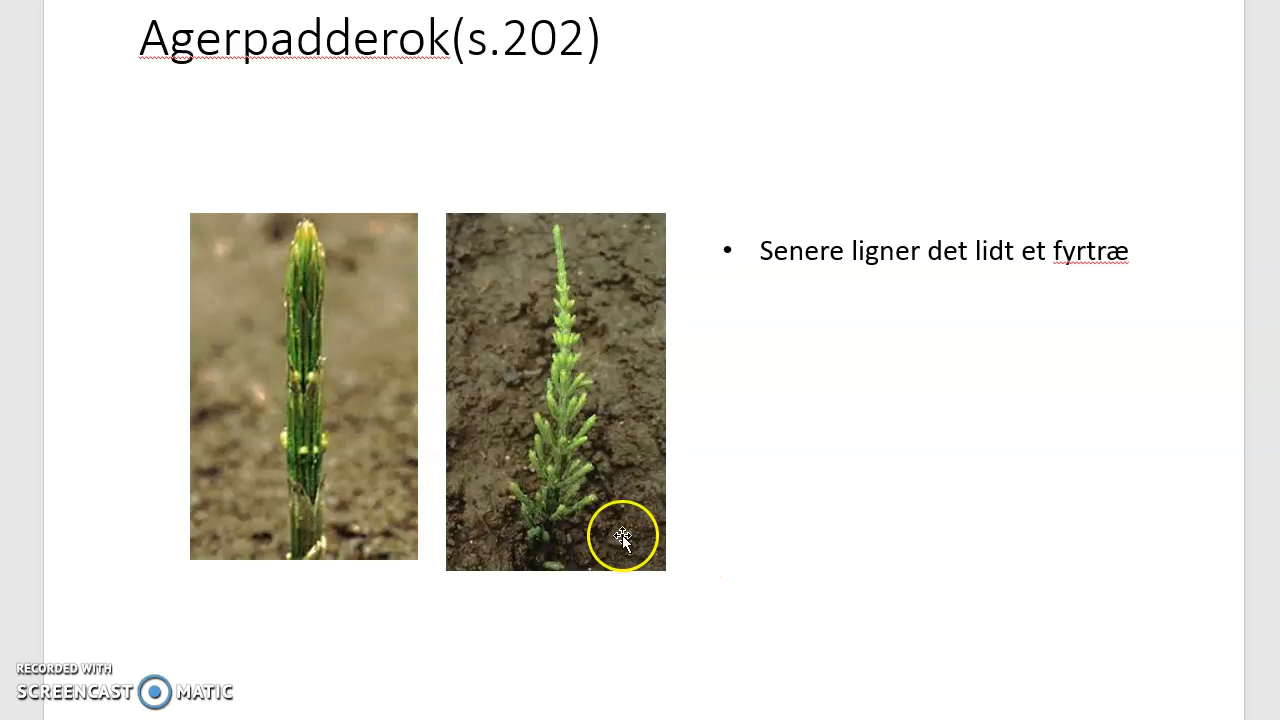 Agerpadderok(s.202)
• Senere ligner det lidt et fyrtræ
RECORDED WITH
SCREENCAST MATIC